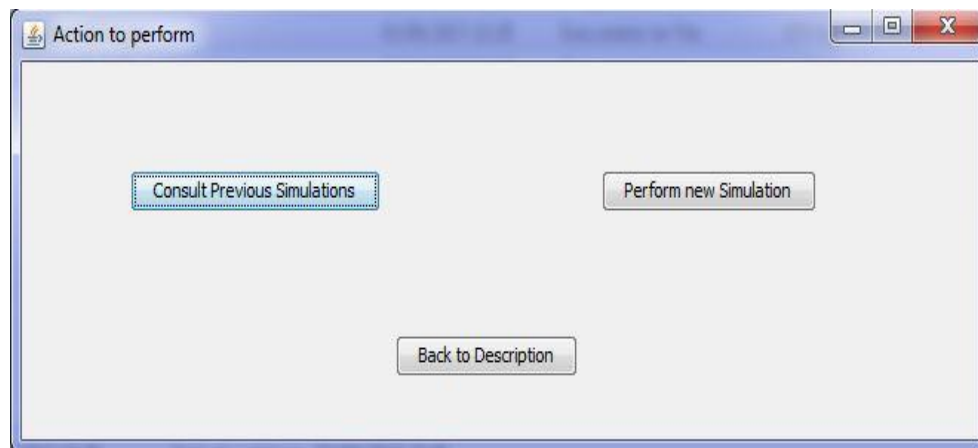 Action to perform
Consult Previous Simulations
Perform new Simulation
Back to Description